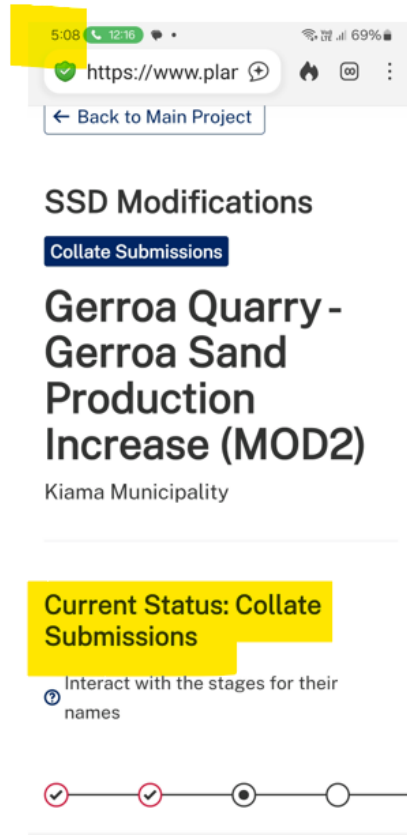 5:08 12:16 69%
https://www.plar
← Back to Main Project
SSD Modifications
Collate Submissions
Gerroa Quarry -
Gerroa Sand
Production
Increase (MOD2)
Kiama Municipality
Current Status: Collate
Submissions
Interact with the stages for their
names